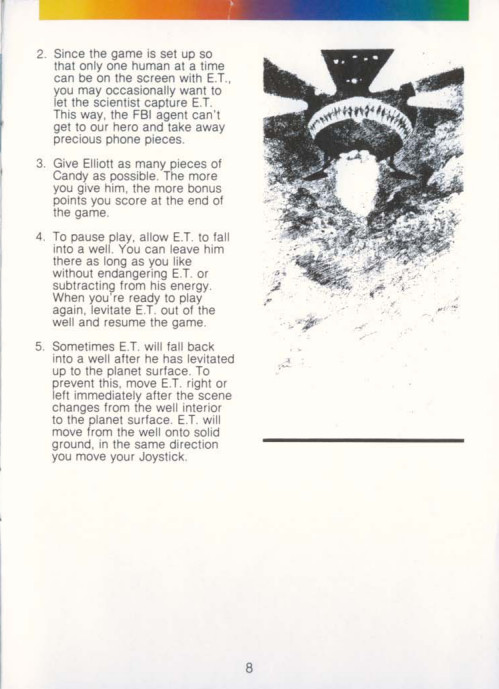 2. Since the game is set up so
that only one human at a time
can be on the screen with E.T.,
you may occasionally want to
let the scientist capture E.T.
This way, the FBI agent can't
get to our hero and take away
precious phone pieces.
3. Give Elliott as many pieces of
Candy as possible. The more
you give him, the more bonus
points you score at the end of
the game.
4. To pause play, allow E.T. to fall
into a well. You can leave him
there as long as you like
without endangering E.T. or
subtracting from his energy.
When you're ready to play
again, levitate E.T. out of the
well and resume the game.
5. Sometimes E.T. will fall back
into a well after he has levitated
up to the planet surface. To
prevent this, move E.T. right or
left immediately after the scene
changes from the well interior
to the planet surface. E.T. will
move from the well onto solid
ground, in the same direction
you move your Joystick.
8